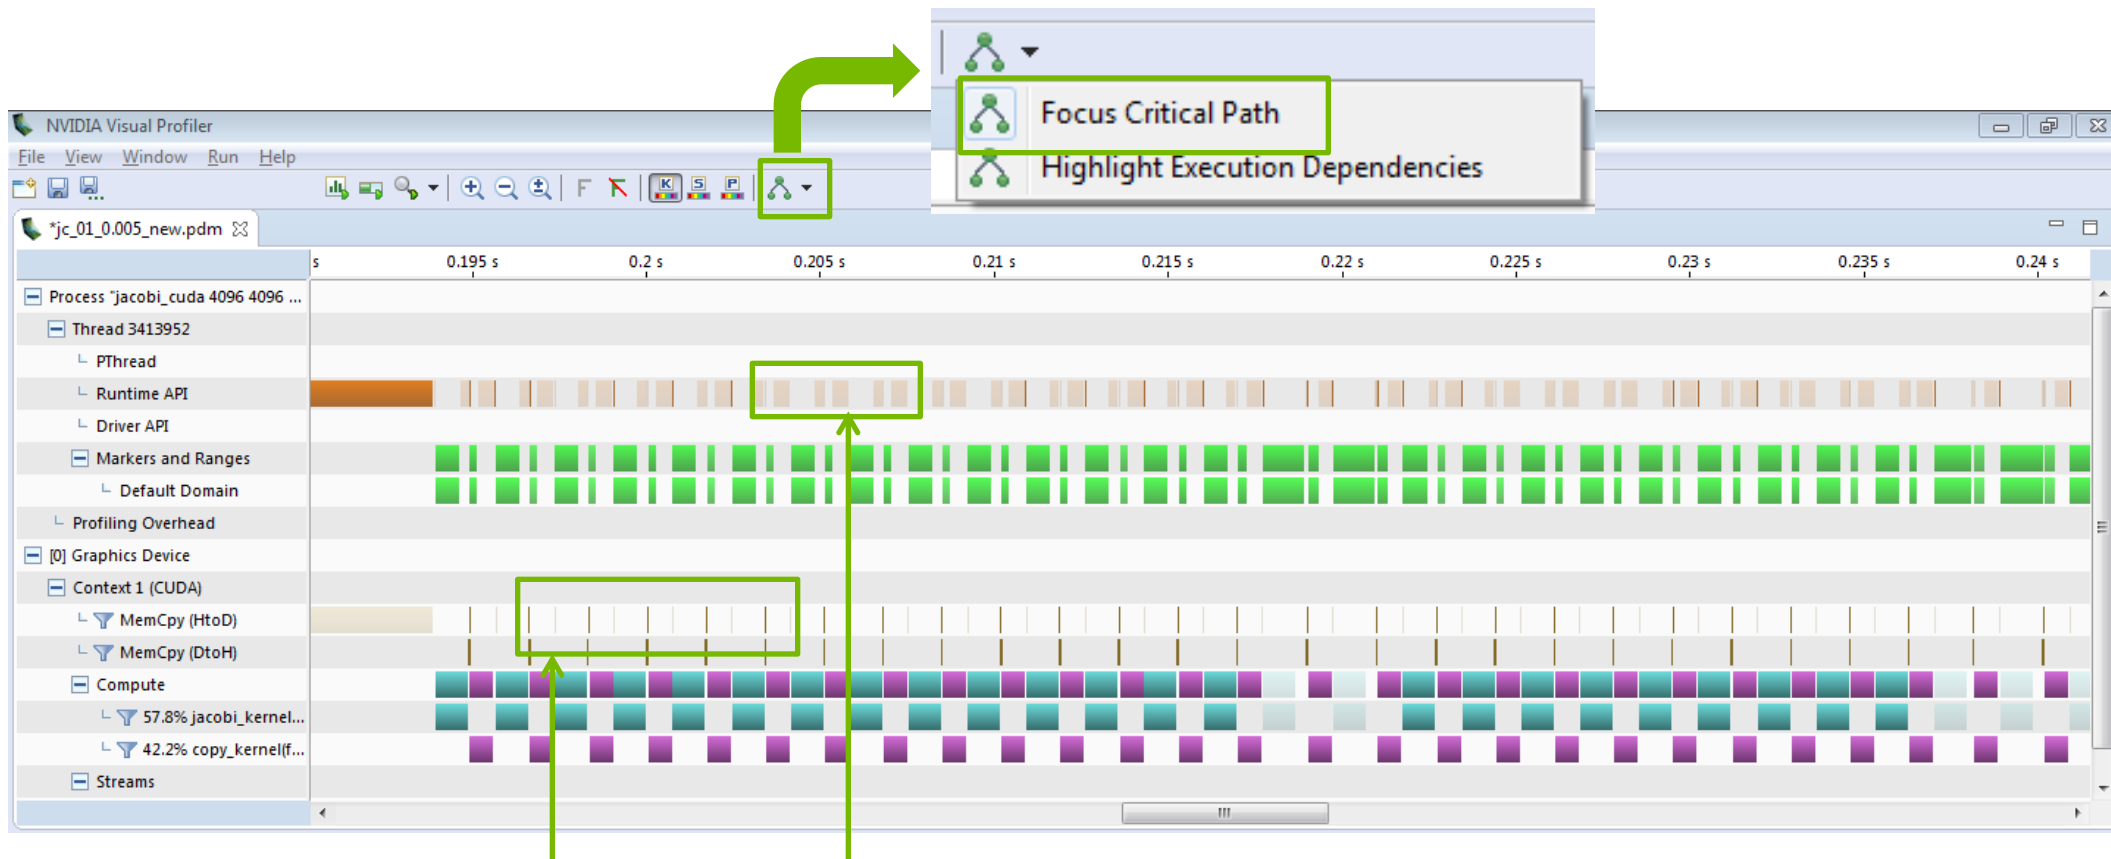 Focus Critical Path
Highlight Execution Dependencies
NVIDIA Visual Profiler
File View Window Run Help
F K S P
*jc_01_0.005_new.pdm
s 0.195 s 0.2 s 0.205 s 0.21 s 0.215 s 0.22 s 0.225 s 0.23 s 0.235 s 0.24 s
Process "jacobi_cuda 4096 4096 ...
Thread 3413952
PThread
Runtime API
Driver API
Markers and Ranges
Default Domain
Profiling Overhead
[0] Graphics Device
Context 1 (CUDA)
MemCpy (HtoD)
MemCpy (DtoH)
Compute
57.8% jacobi_kernel...
42.2% copy_kernel(f...
Streams